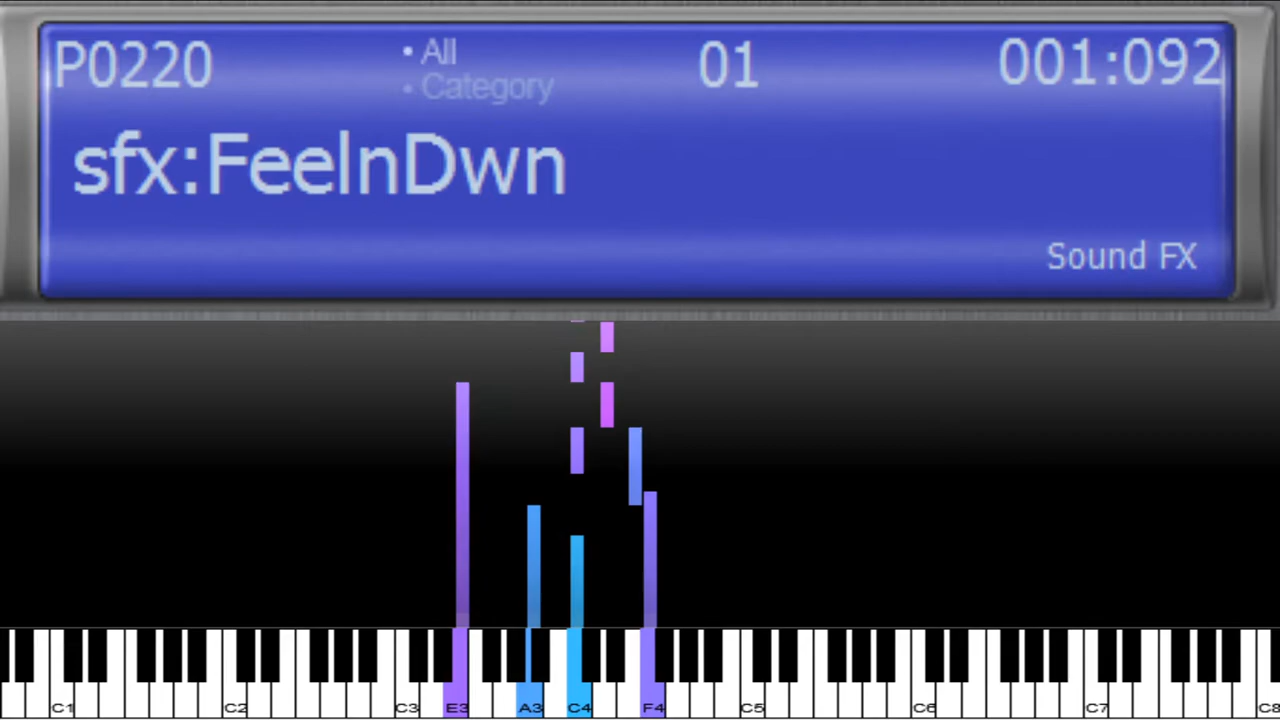 P0220
• All
• Category
01
001:092
sfx:FeelnDwn
Sound FX
C1 C2 C3 E3 A3 C4 F4 C5 C6 C7 C8